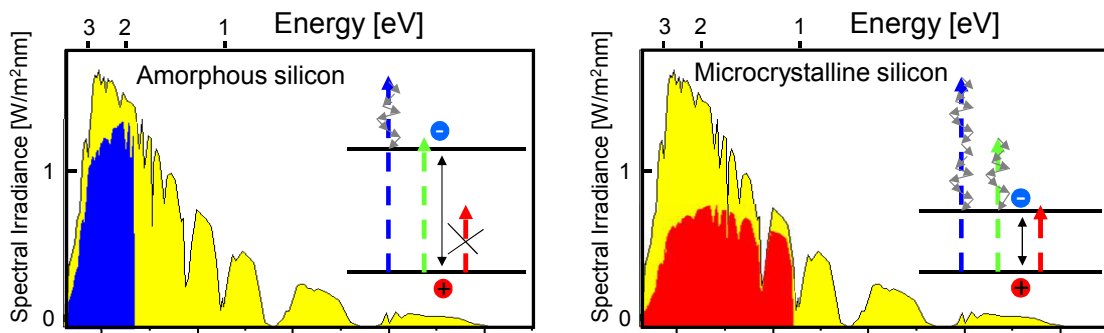 Energy [eV]
3 2 1
Amorphous silicon
Spectral Irradiance [W/m²nm]
1
0
-
+
Energy [eV]
3 2 1
Microcrystalline silicon
Spectral Irradiance [W/m²nm]
1
0
-
+